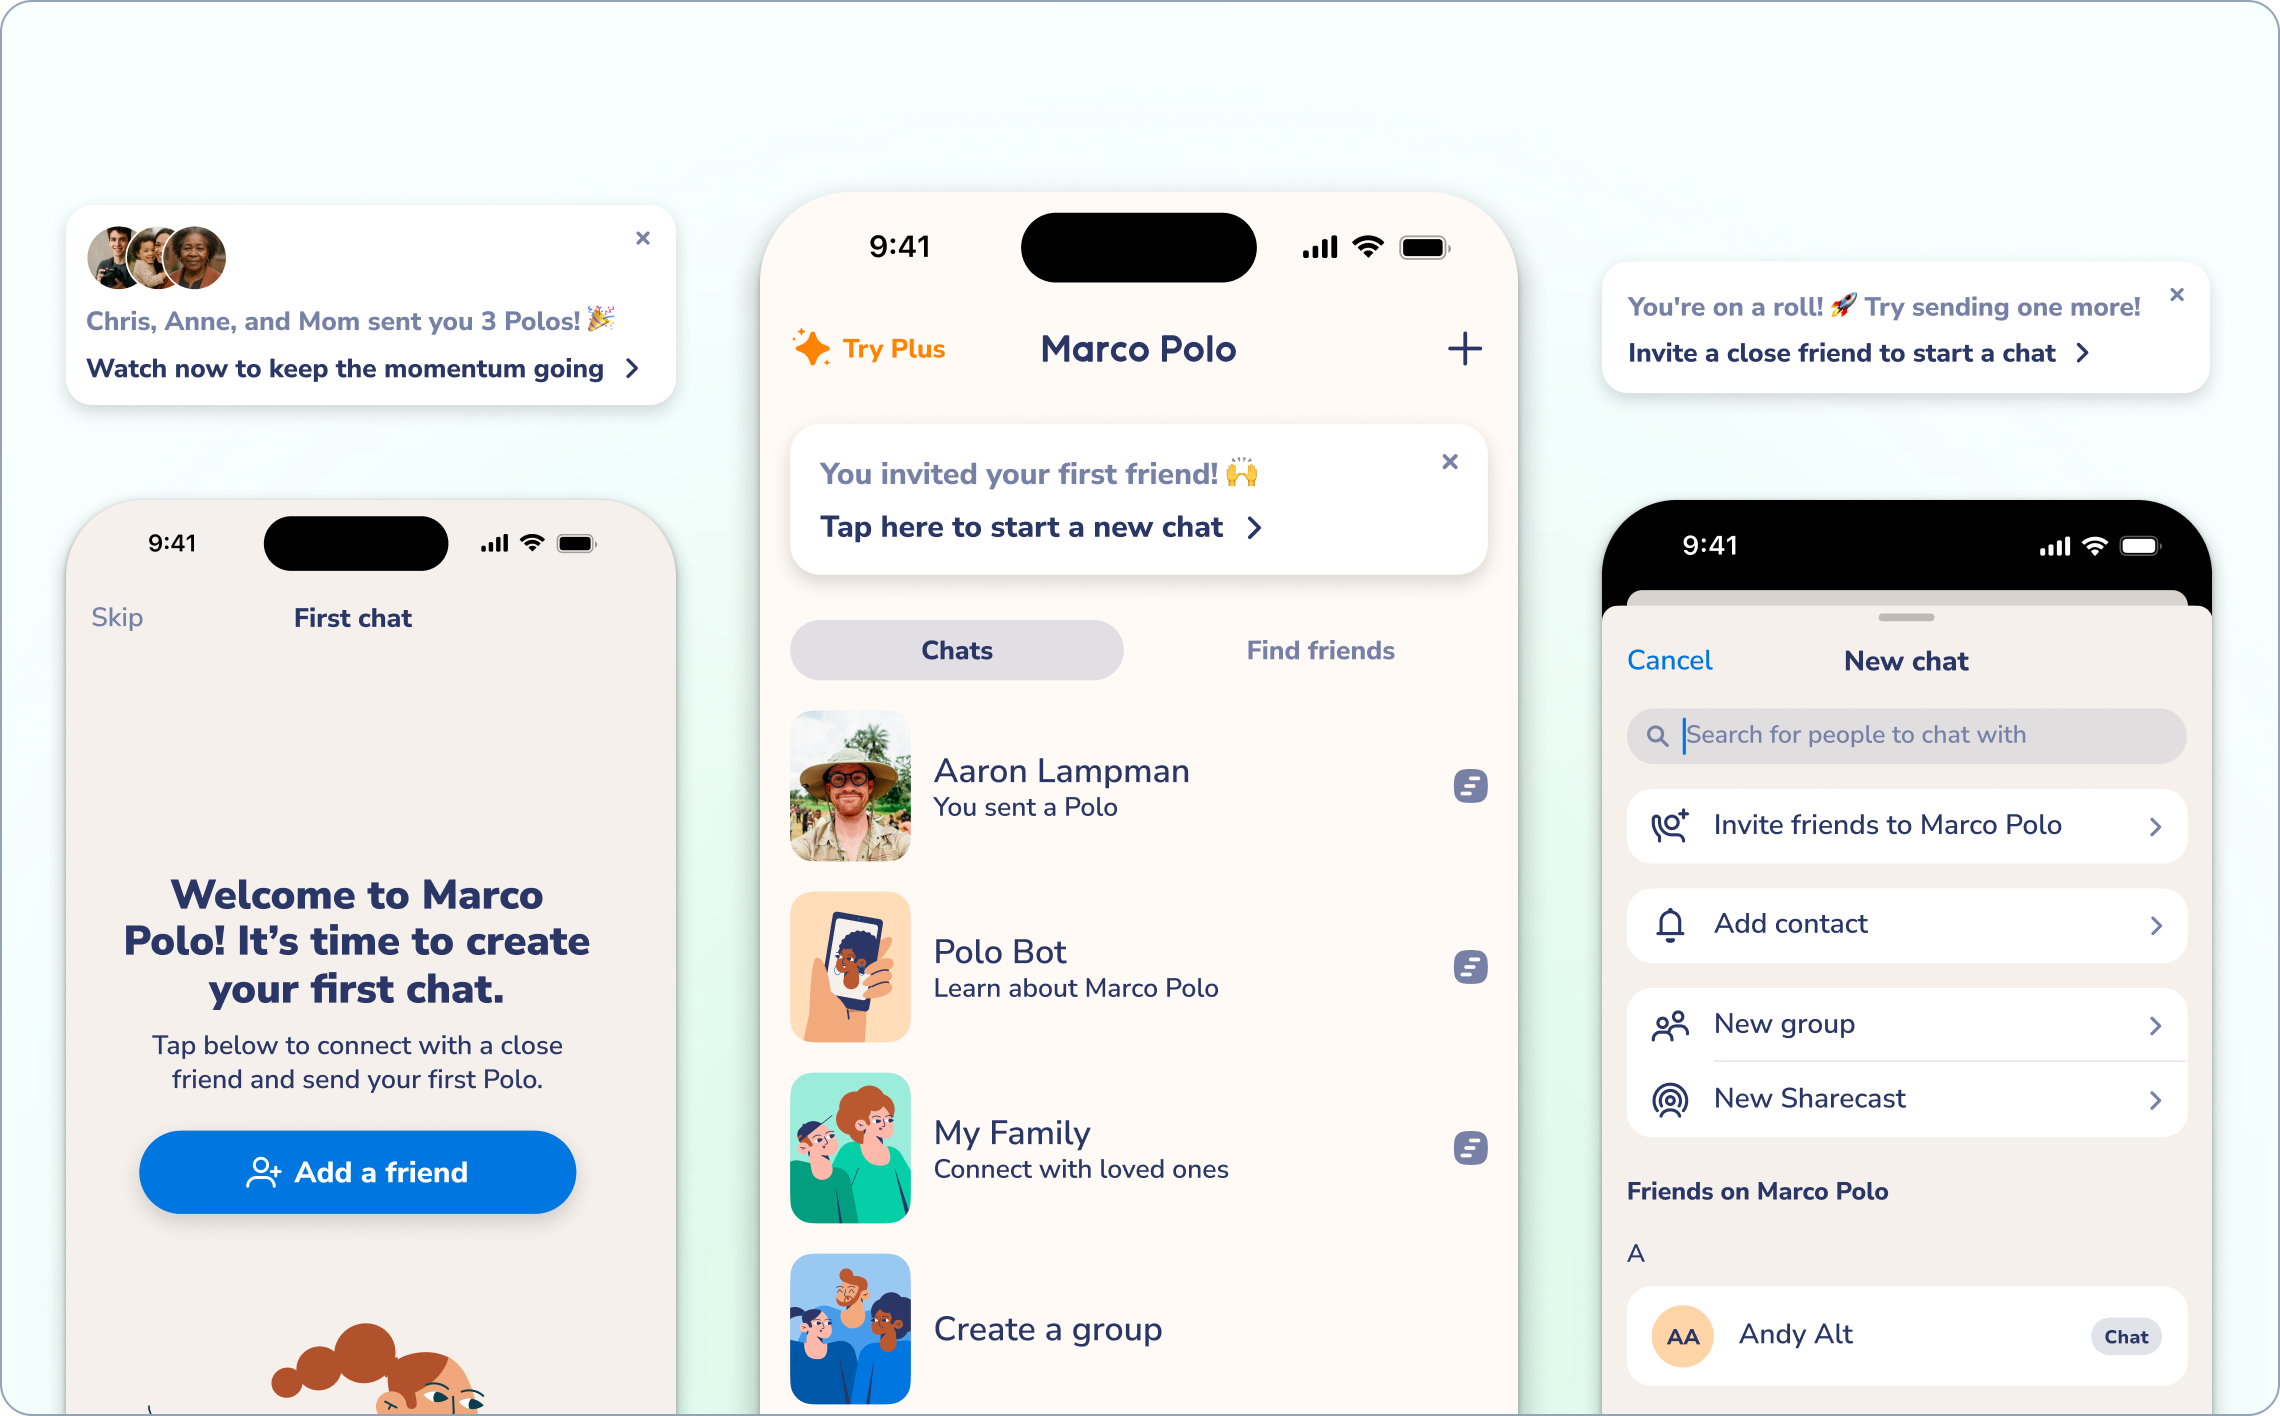 Chris, Anne, and Mom sent you 3 Polos! 🎉
Watch now to keep the momentum going
9:41
Skip
First chat
Welcome to Marco
Polo! It’s time to create
your first chat.
Tap below to connect with a close
friend and send your first Polo.
Add a friend
9:41
Try Plus
Marco Polo
You invited your first friend! 🙌
Tap here to start a new chat
Chats
Find friends
Aaron Lampman
You sent a Polo
Polo Bot
Learn about Marco Polo
My Family
Connect with loved ones
Create a group
You're on a roll! 🚀 Try sending one more!
Invite a close friend to start a chat
9:41
Cancel
New chat
Search for people to chat with
Invite friends to Marco Polo
Add contact
New group
New Sharecast
Friends on Marco Polo
A
AA
Andy Alt
Chat